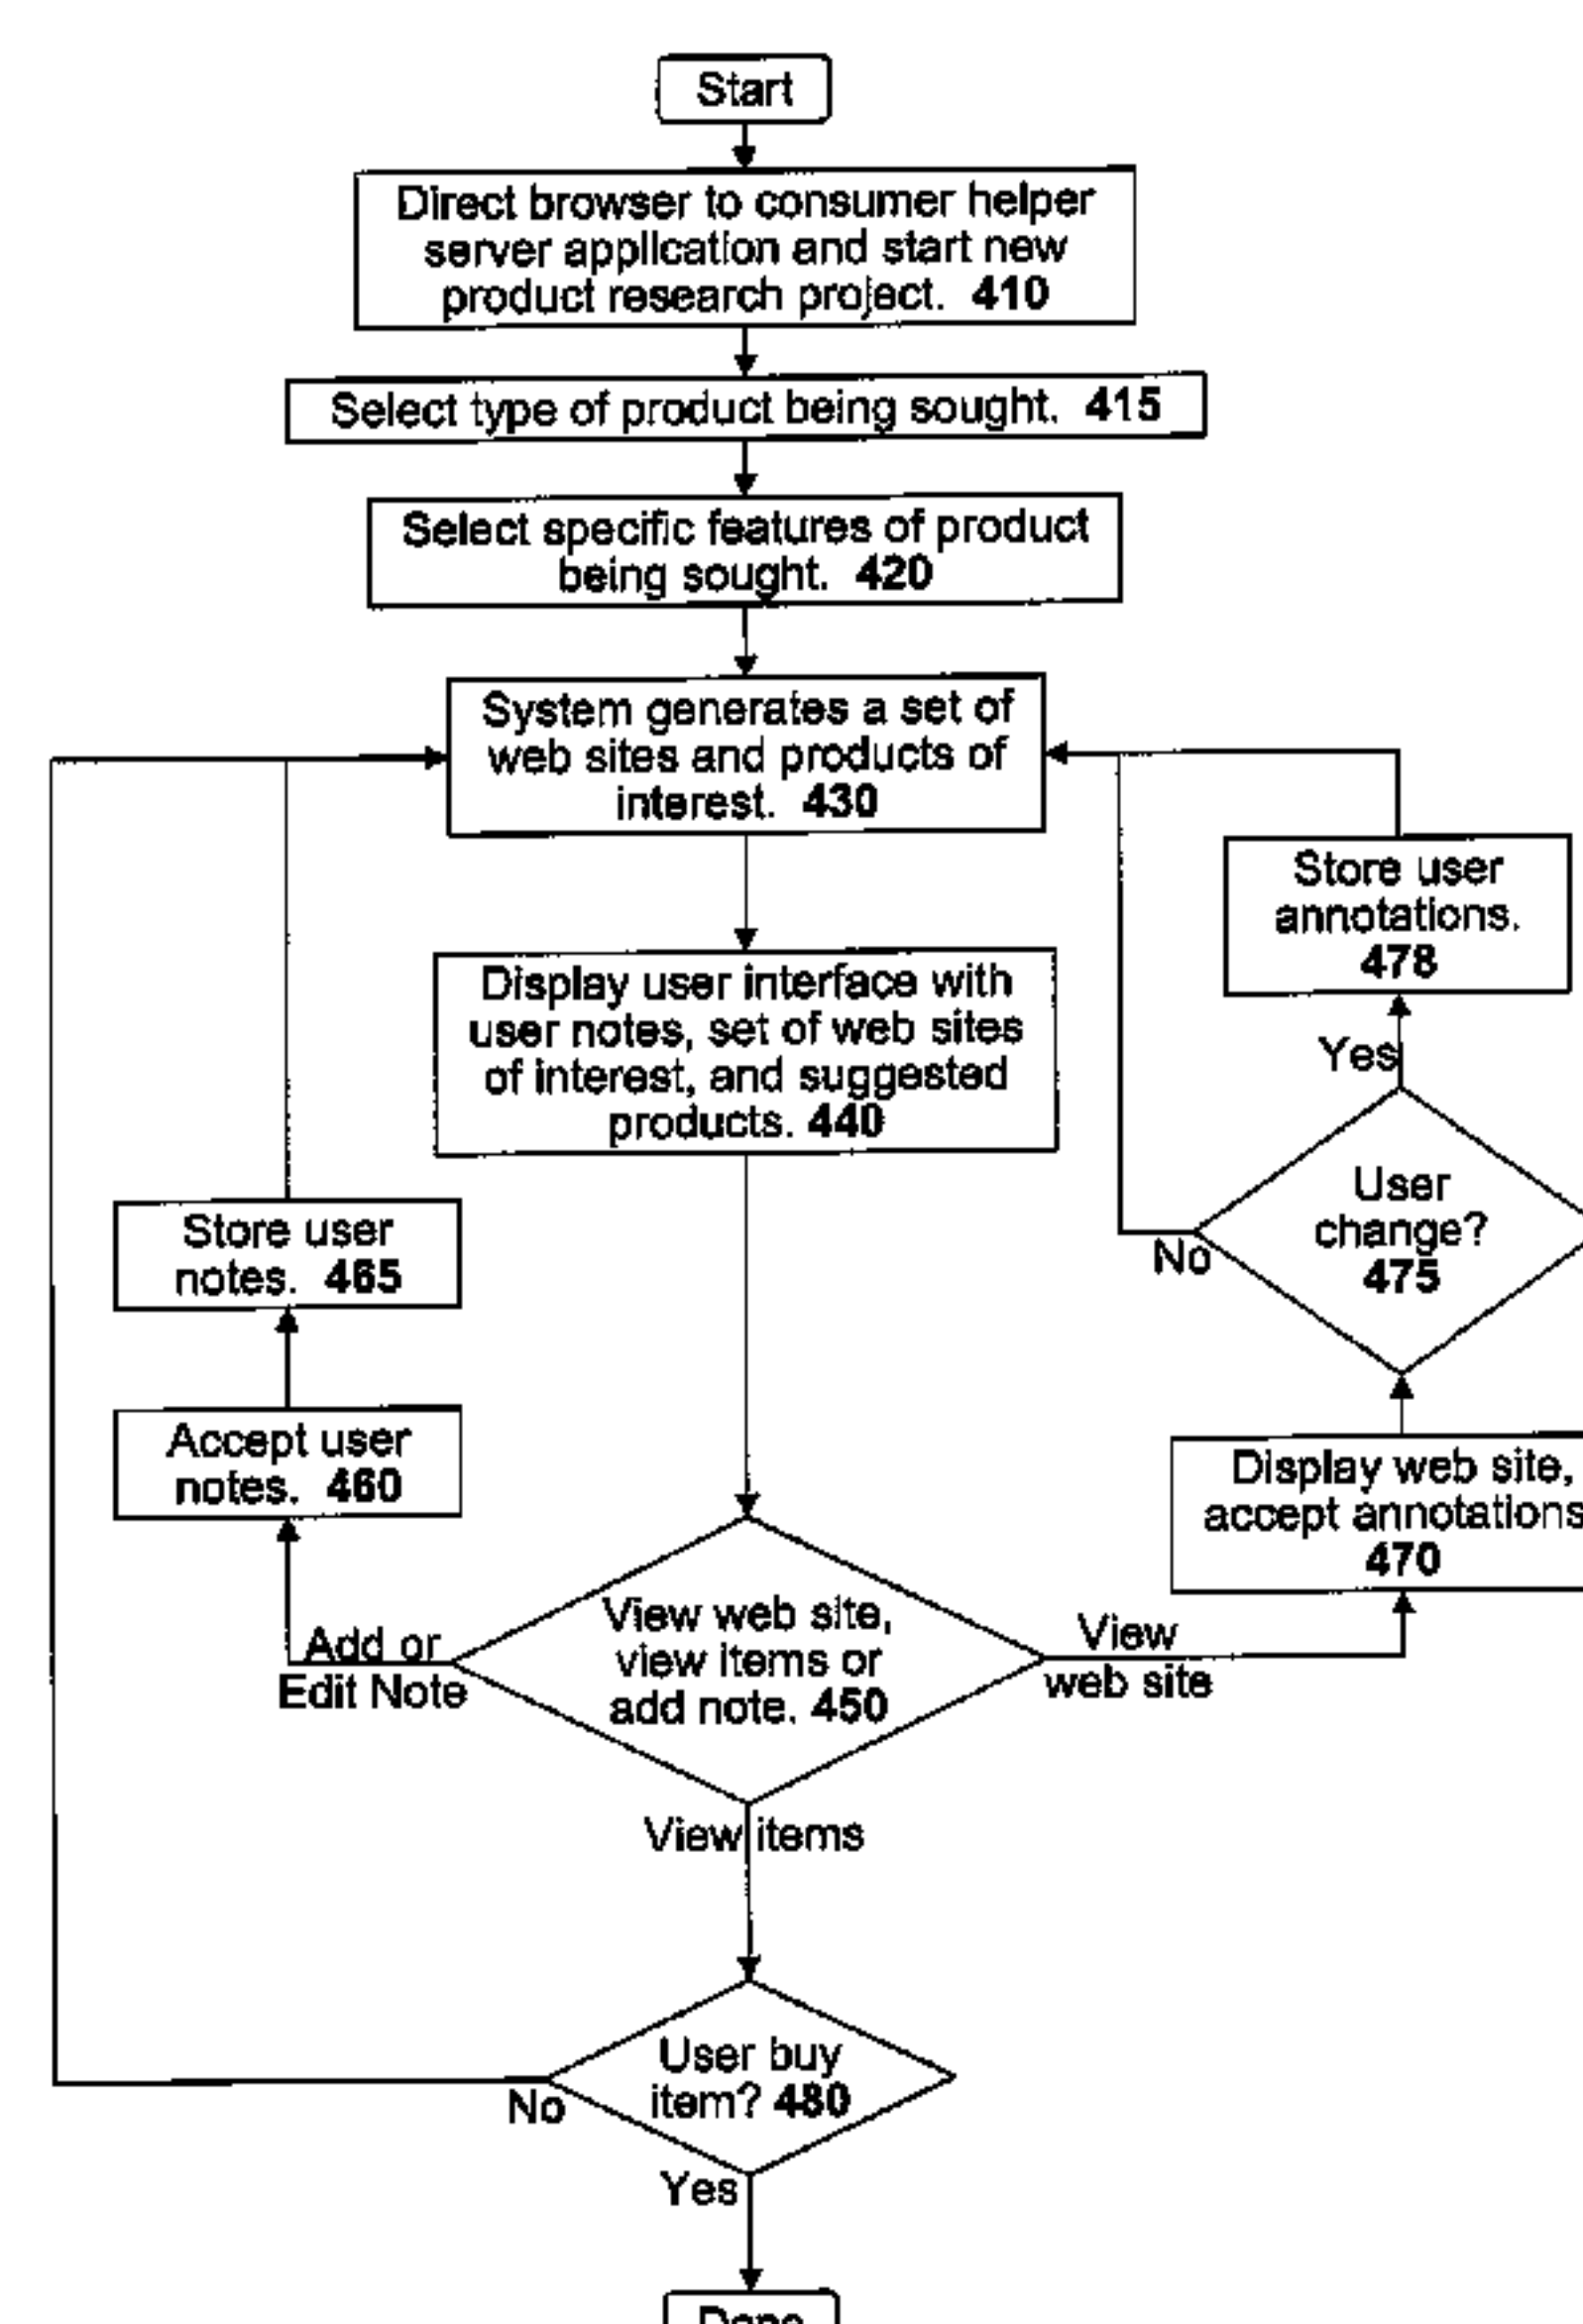 Start
Direct browser to consumer helper
server application and start new
product research project. 410
Select type of product being sought. 415
Select specific features of product
being sought. 420
System generates a set of
web sites and products of
interest. 430
Store user
annotations.
478
Display user interface with
user notes, set of web sites
of interest, and suggested
products. 440
Yes
User
change?
475
No
Store user
notes. 465
Accept user
notes. 460
Display web site,
accept annotations
470
View web site,
view items or
add note. 450
Add or
Edit Note
View
web site
View items
User buy
item? 480
No
Yes
Done